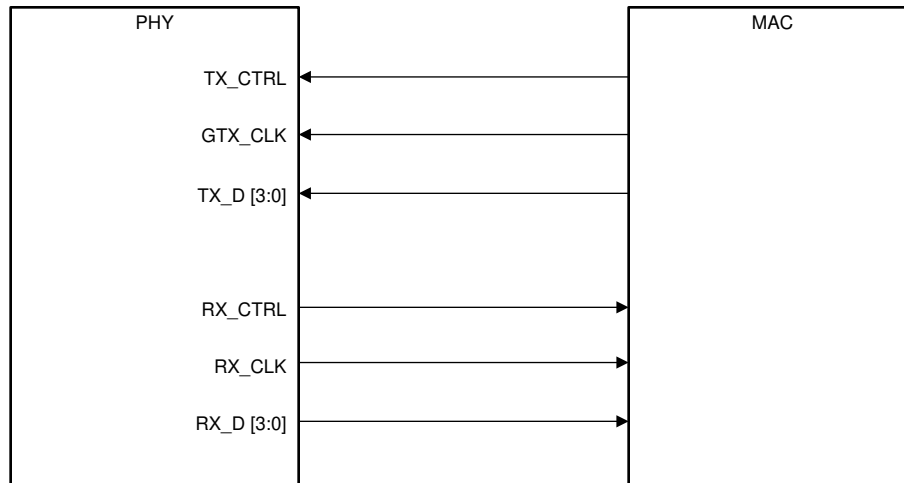 PHY
MAC
TX_CTRL
GTX_CLK
TX_D [3:0]
RX_CTRL
RX_CLK
RX_D [3:0]